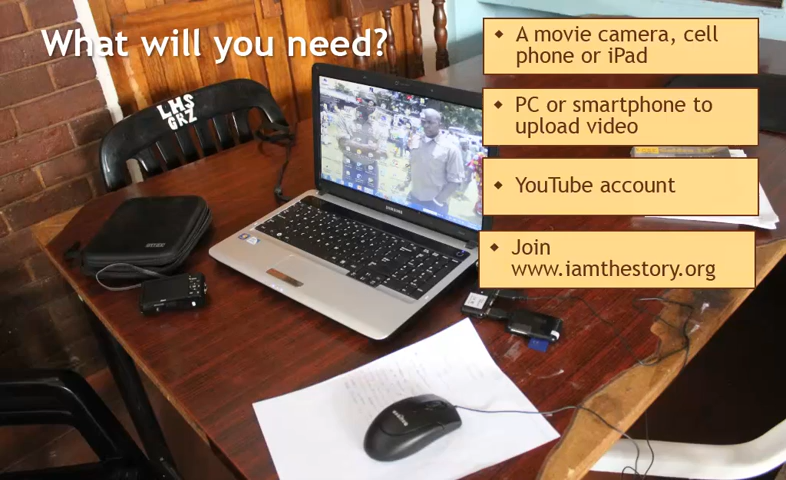 What will you need?
◆ A movie camera, cell
phone or iPad
◆ PC or smartphone to
upload video
◆ YouTube account
◆ Join
www.iamthestory.org
LHS
GRZ
SAMSUNG